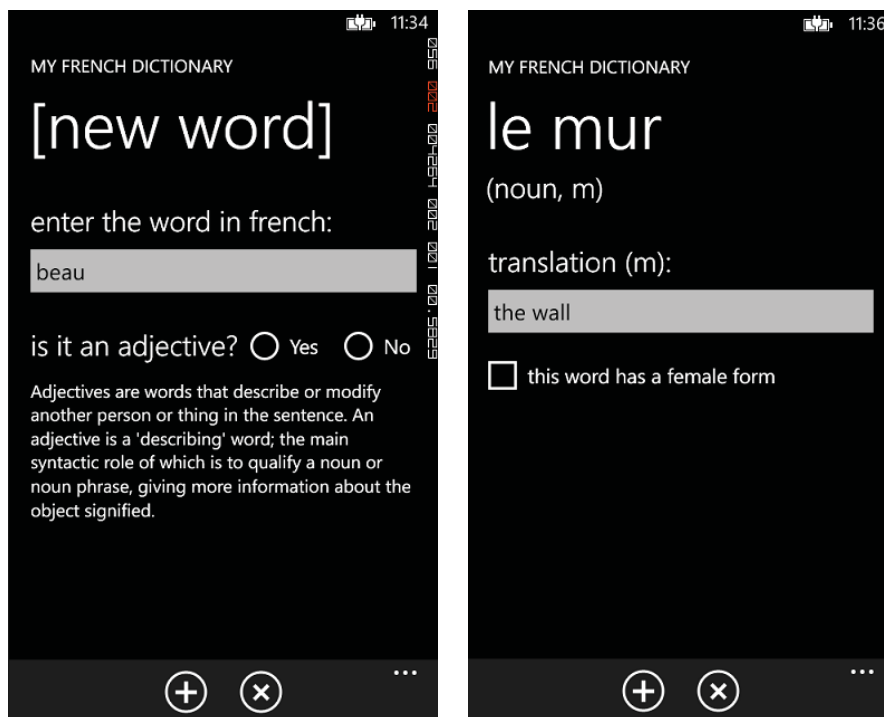 11:34
MY FRENCH DICTIONARY
[new word]
enter the word in french:
beau
is it an adjective? Yes No
Adjectives are words that describe or modify
another person or thing in the sentence. An
adjective is a 'describing' word; the main
syntactic role of which is to qualify a noun or
noun phrase, giving more information about the
object signified.
...
11:36
MY FRENCH DICTIONARY
le mur
(noun, m)
translation (m):
the wall
this word has a female form
...